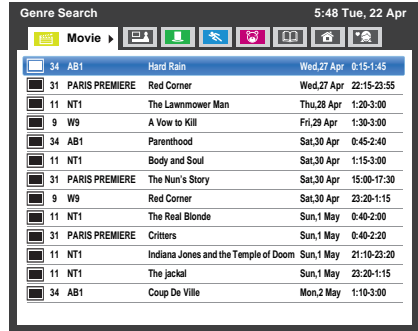 Genre Search 5:48 Tue, 22 Apr
Movie
34 AB1 Hard Rain Wed,27 Apr 0:15-1:45
31 PARIS PREMIERE Red Corner Wed,27 Apr 22:15-23:55
11 NT1 The Lawnmower Man Thu,28 Apr 1:20-3:00
9 W9 A Vow to Kill Fri,29 Apr 1:30-3:00
34 AB1 Parenthood Sat,30 Apr 0:45-2:40
11 NT1 Body and Soul Sat,30 Apr 1:15-3:00
31 PARIS PREMIERE The Nun's Story Sat,30 Apr 15:00-17:30
9 W9 Red Corner Sat,30 Apr 23:20-1:15
11 NT1 The Real Blonde Sun,1 May 0:40-2:00
31 PARIS PREMIERE Critters Sun,1 May 0:40-2:20
11 NT1 Indiana Jones and the Temple of Doom Sun,1 May 21:10-23:20
11 NT1 The jackal Sun,1 May 23:20-1:15
34 AB1 Coup De Ville Mon,2 May 1:10-3:00